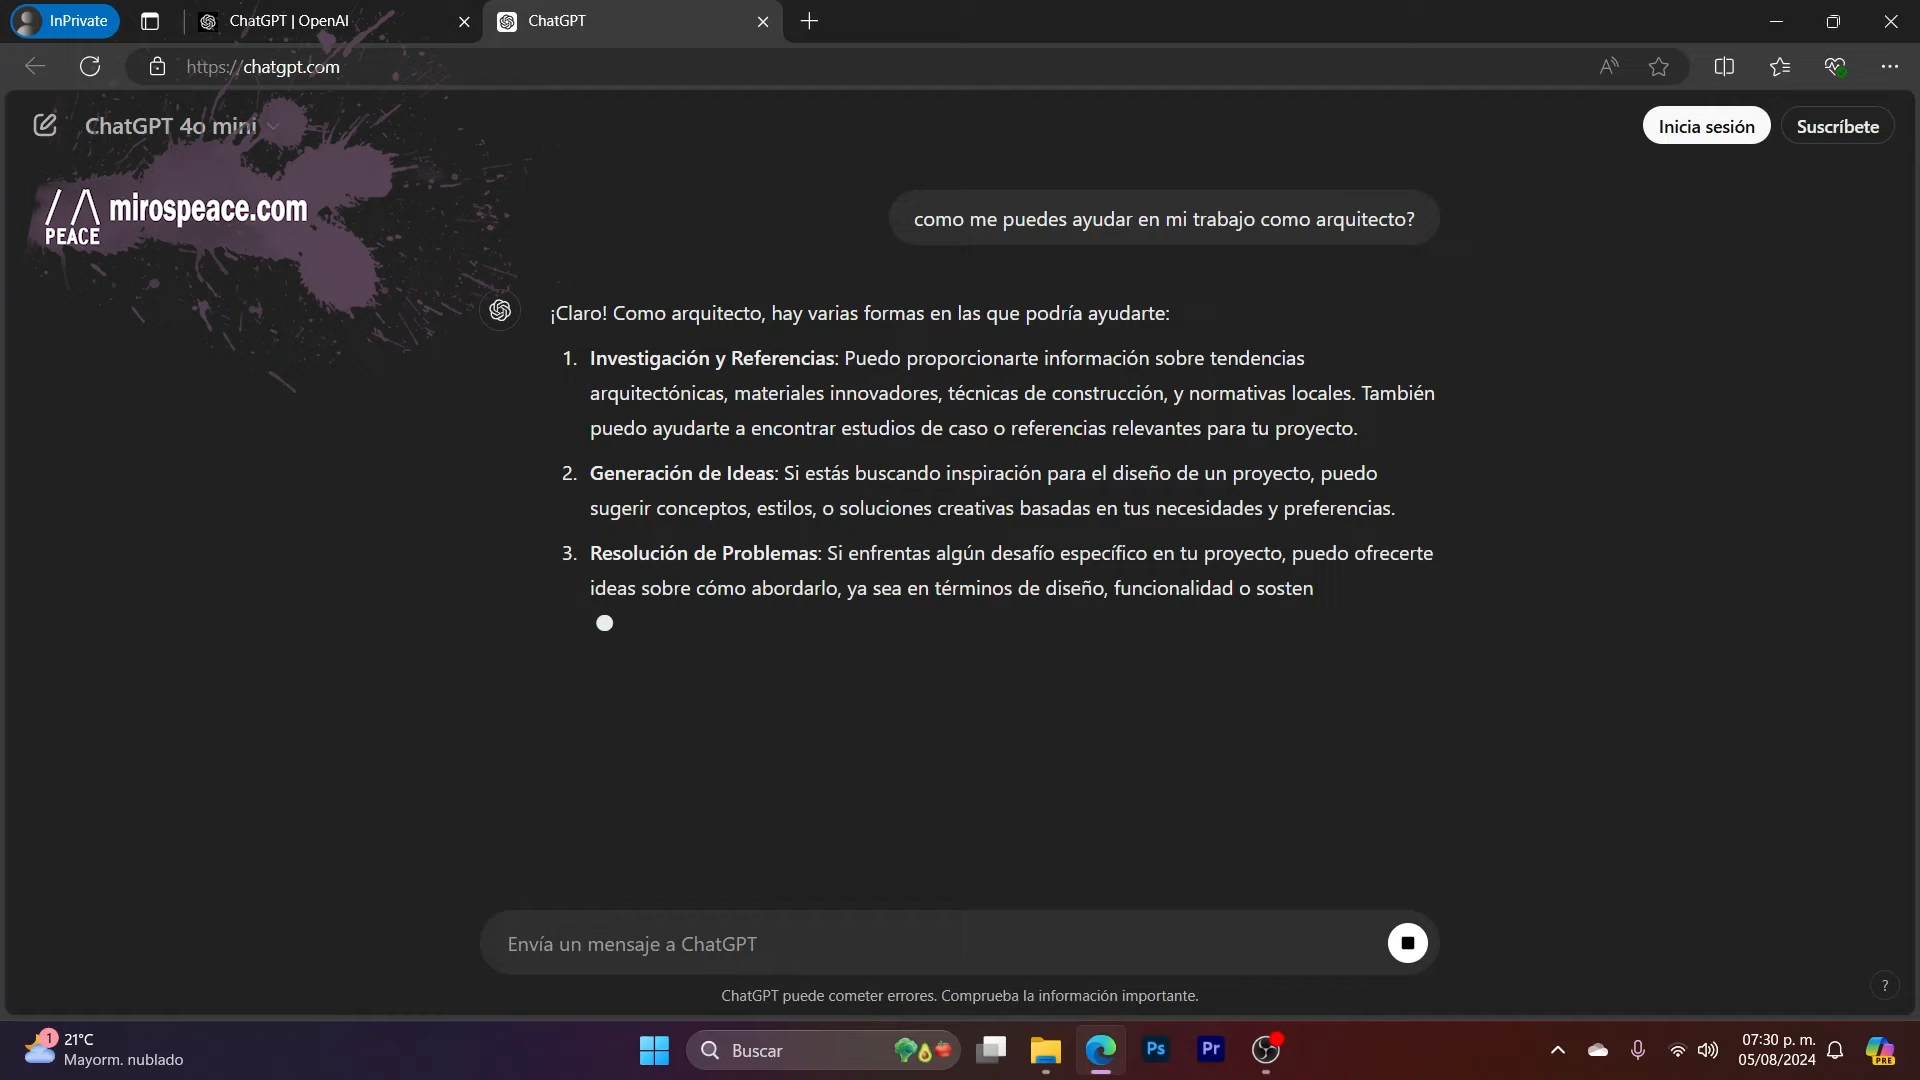 InPrivate
ChatGPT | OpenAI
ChatGPT
https://chatgpt.com
ChatGPT 4o mini
Inicia sesión
Suscríbete
mirospeace.com
PEACE
como me puedes ayudar en mi trabajo como arquitecto?
¡Claro! Como arquitecto, hay varias formas en las que podría ayudarte:
1. Investigación y Referencias: Puedo proporcionarte información sobre tendencias
arquitectónicas, materiales innovadores, técnicas de construcción, y normativas locales. También
puedo ayudarte a encontrar estudios de caso o referencias relevantes para tu proyecto.
2. Generación de Ideas: Si estás buscando inspiración para el diseño de un proyecto, puedo
sugerir conceptos, estilos, o soluciones creativas basadas en tus necesidades y preferencias.
3. Resolución de Problemas: Si enfrentas algún desafío específico en tu proyecto, puedo ofrecerte
ideas sobre cómo abordarlo, ya sea en términos de diseño, funcionalidad o sosten
Envía un mensaje a ChatGPT
ChatGPT puede cometer errores. Comprueba la información importante.
?
1
21°C
Mayorm. nublado
Buscar
Ps
Pr
07:30 p. m.
05/08/2024
PRE